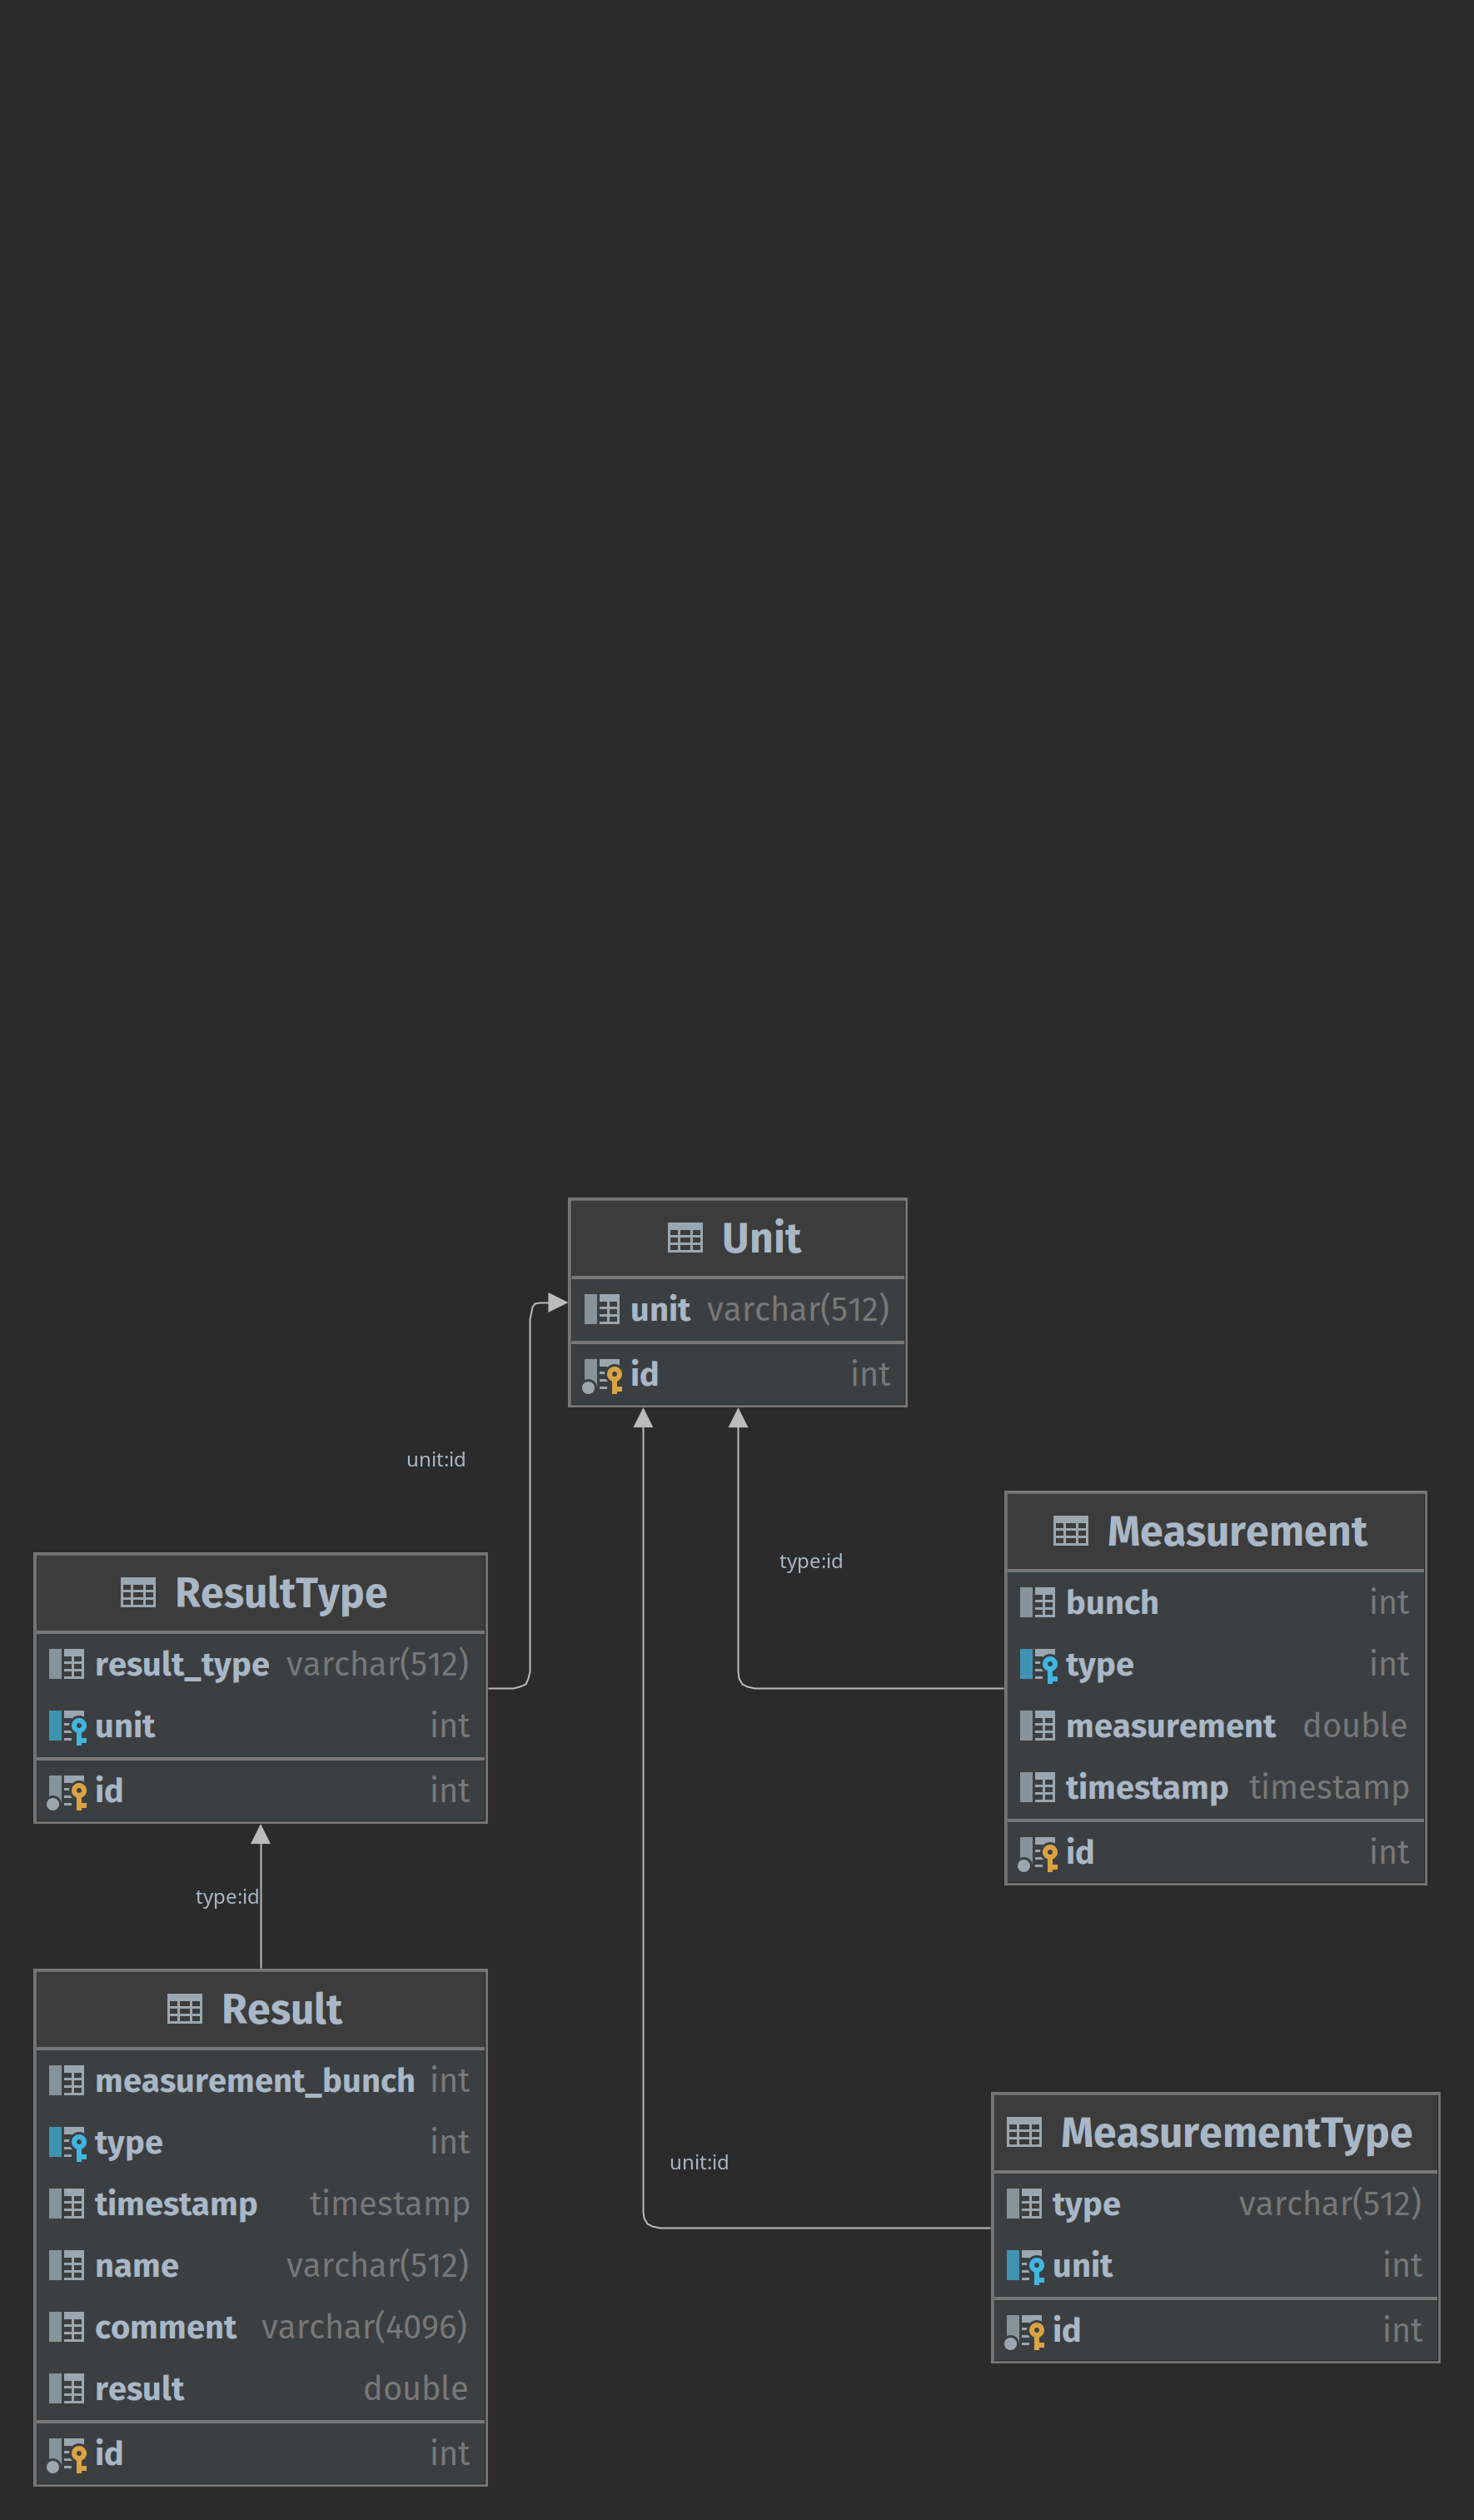 Unit
unit varchar(512)
id int
unit:id
type:id
Measurement
bunch int
type int
measurement double
timestamp timestamp
id int
ResultType
result_type varchar(512)
unit int
id int
type:id
Result
measurement_bunch int
type int
timestamp timestamp
name varchar(512)
comment varchar(4096)
result double
id int
unit:id
MeasurementType
type varchar(512)
unit int
id int